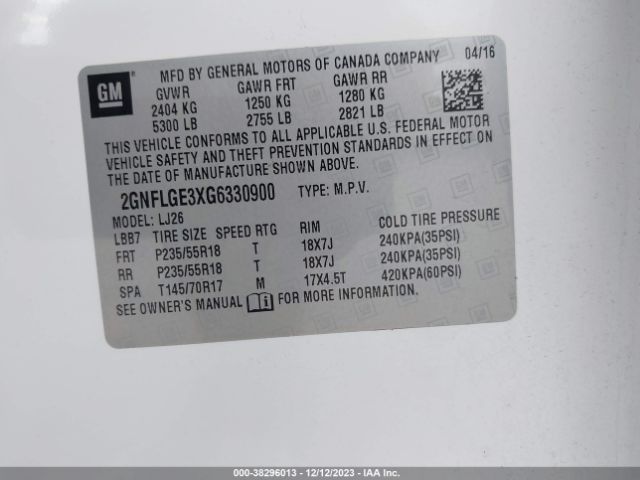 GM
MFD BY GENERAL MOTORS OF CANADA COMPANY 04/16
GVWR GAWR FRT GAWR RR
2404 KG 1250 KG 1280 KG
5300 LB 2755 LB 2821 LB
THIS VEHICLE CONFORMS TO ALL APPLICABLE U.S. FEDERAL MOTOR
VEHICLE SAFETY AND THEFT PREVENTION STANDARDS IN EFFECT ON
THE DATE OF MANUFACTURE SHOWN ABOVE.
2GNFLGE3XG6330900 TYPE: M.P.V.
MODEL: LJ26
LBB7 TIRE SIZE SPEED RTG RIM COLD TIRE PRESSURE
FRT P235/55R18 T 18X7J 240KPA(35PSI)
RR P235/55R18 T 18X7J 240KPA(35PSI)
SPA T145/70R17 M 17X4.5T 420KPA(60PSI)
SEE OWNER'S MANUAL FOR MORE INFORMATION.
000-38296013 - 12/12/2023 - IAAI.COM